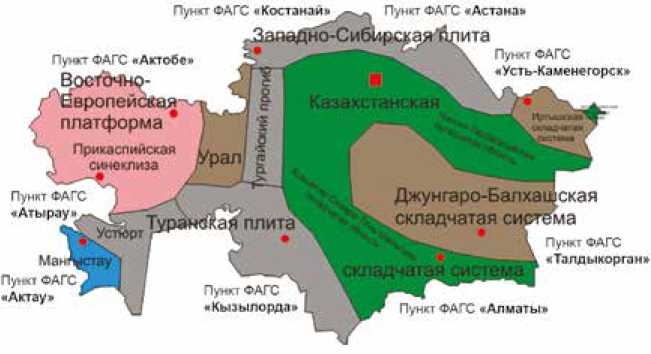 Пункт ФАГС «Костанай»
Пункт ФАГС «Астана»
Западно-Сибирская плита
Пункт ФАГС «Актобе»
Пункт ФАГС
«Усть-Каменегорск»
Восточно-
Европейская
платформа
Казахстанская
Иртышская
складчатая
система
Тургайский прогиб
Урал
Прикаспийская
синеклиза
Пункт ФАГС
«Атырау»
Джунгаро-Балхашская
складчатая система
Туранская плита
Устюрт
Мангыстау
Пункт ФАГС
«Актау»
Пункт ФАГС
«Талдыкорган»
складчатая система
Пункт ФАГС
«Кызылорда»
Пункт ФАГС «Алматы»